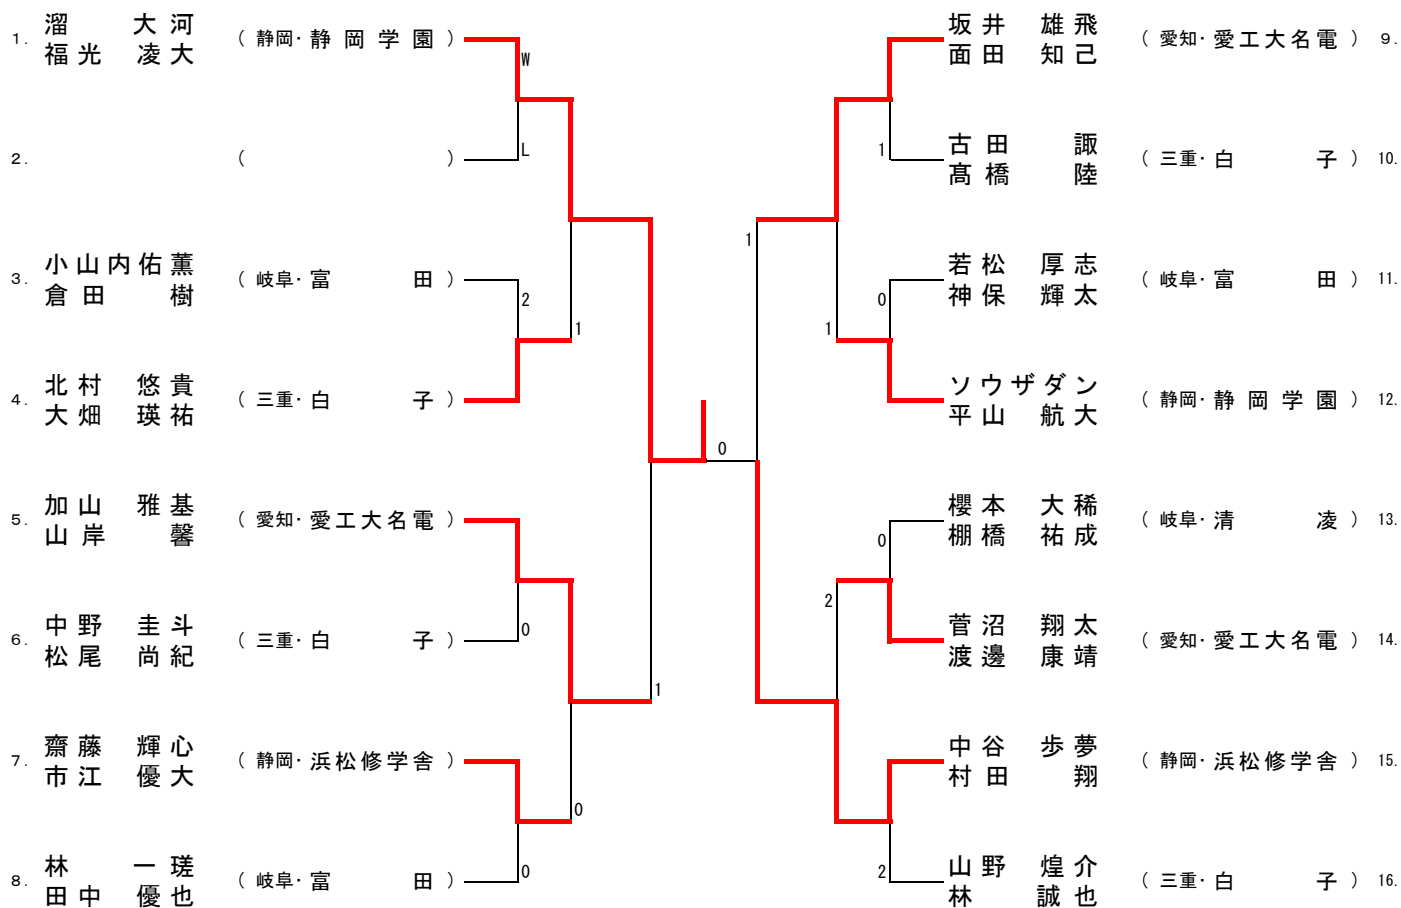 1. 溜 大河 福光 凌大 (静岡・静岡学園)
W
L
2. ( )
3. 小山内佑薫 倉田 樹 (岐阜・富田)
2
1
4. 北村 悠貴 大畑 瑛祐 (三重・白子)
5. 加山 雅基 山岸 馨 (愛知・愛工大名電)
0
6. 中野 圭斗 松尾 尚紀 (三重・白子)
1
7. 齋藤 輝心 市江 優大 (静岡・浜松修学舎)
0
0
8. 林 一瑳 田中 優也 (岐阜・富田)
0
坂井 雄飛 面田 知己 (愛知・愛工大名電) 9.
1
古田 諏 髙橋 陸 (三重・白子) 10.
1
若松 厚志 神保 輝太 (岐阜・富田) 11.
0
1
ソウザダン 平山 航大 (静岡・静岡学園) 12.
櫻本 大稀 棚橋 祐成 (岐阜・清凌) 13.
0
2
菅沼 翔太 渡邊 康靖 (愛知・愛工大名電) 14.
中谷 歩夢 村田 翔 (静岡・浜松修学舎) 15.
2
山野 煌介 林 誠也 (三重・白子) 16.